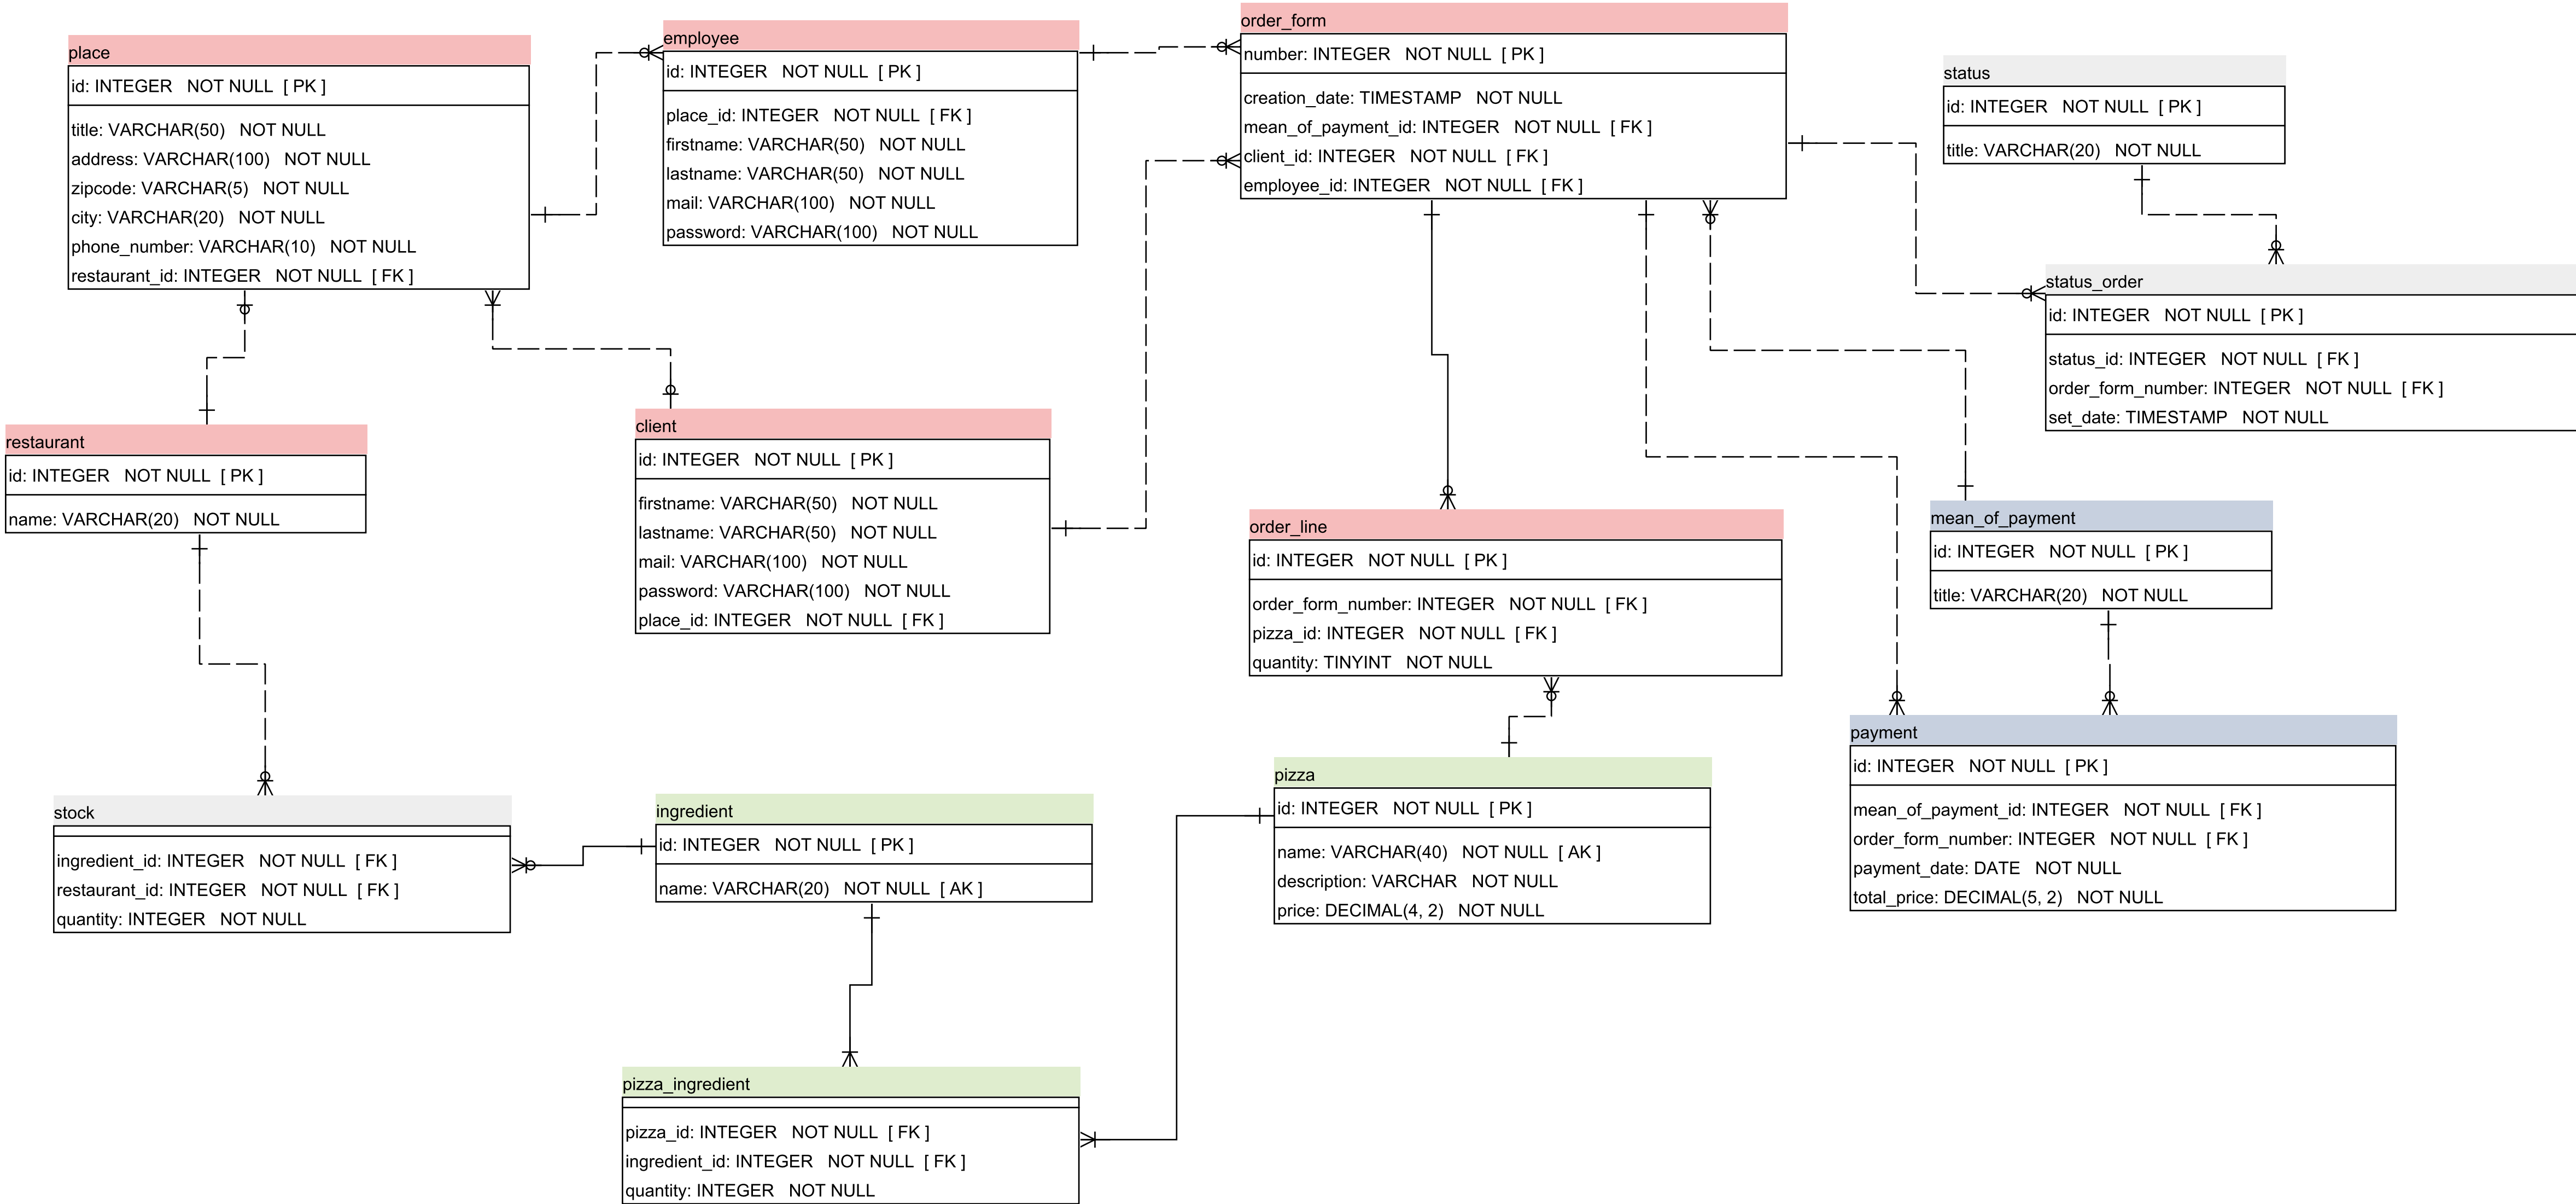 place
id: INTEGER NOT NULL [ PK ]
title: VARCHAR(50) NOT NULL
address: VARCHAR(100) NOT NULL
zipcode: VARCHAR(5) NOT NULL
city: VARCHAR(20) NOT NULL
phone_number: VARCHAR(10) NOT NULL
restaurant_id: INTEGER NOT NULL [ FK ]
employee
id: INTEGER NOT NULL [ PK ]
place_id: INTEGER NOT NULL [ FK ]
firstname: VARCHAR(50) NOT NULL
lastname: VARCHAR(50) NOT NULL
mail: VARCHAR(100) NOT NULL
password: VARCHAR(100) NOT NULL
order_form
number: INTEGER NOT NULL [ PK ]
creation_date: TIMESTAMP NOT NULL
mean_of_payment_id: INTEGER NOT NULL [ FK ]
client_id: INTEGER NOT NULL [ FK ]
employee_id: INTEGER NOT NULL [ FK ]
status
id: INTEGER NOT NULL [ PK ]
title: VARCHAR(20) NOT NULL
status_order
id: INTEGER NOT NULL [ PK ]
status_id: INTEGER NOT NULL [ FK ]
order_form_number: INTEGER NOT NULL [ FK ]
set_date: TIMESTAMP NOT NULL
restaurant
id: INTEGER NOT NULL [ PK ]
name: VARCHAR(20) NOT NULL
client
id: INTEGER NOT NULL [ PK ]
firstname: VARCHAR(50) NOT NULL
lastname: VARCHAR(50) NOT NULL
mail: VARCHAR(100) NOT NULL
password: VARCHAR(100) NOT NULL
place_id: INTEGER NOT NULL [ FK ]
order_line
id: INTEGER NOT NULL [ PK ]
order_form_number: INTEGER NOT NULL [ FK ]
pizza_id: INTEGER NOT NULL [ FK ]
quantity: TINYINT NOT NULL
mean_of_payment
id: INTEGER NOT NULL [ PK ]
title: VARCHAR(20) NOT NULL
payment
id: INTEGER NOT NULL [ PK ]
mean_of_payment_id: INTEGER NOT NULL [ FK ]
order_form_number: INTEGER NOT NULL [ FK ]
payment_date: DATE NOT NULL
total_price: DECIMAL(5, 2) NOT NULL
stock
ingredient_id: INTEGER NOT NULL [ FK ]
restaurant_id: INTEGER NOT NULL [ FK ]
quantity: INTEGER NOT NULL
ingredient
id: INTEGER NOT NULL [ PK ]
name: VARCHAR(20) NOT NULL [ AK ]
pizza
id: INTEGER NOT NULL [ PK ]
name: VARCHAR(40) NOT NULL [ AK ]
description: VARCHAR NOT NULL
price: DECIMAL(4, 2) NOT NULL
pizza_ingredient
pizza_id: INTEGER NOT NULL [ FK ]
ingredient_id: INTEGER NOT NULL [ FK ]
quantity: INTEGER NOT NULL